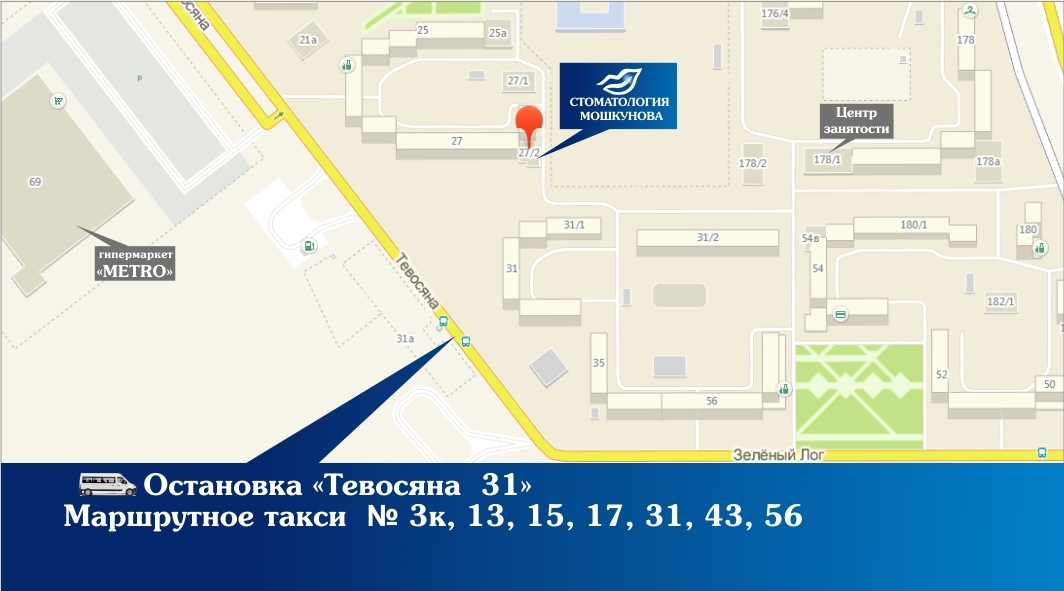 осяна
25
25а
21а
176/4
178
27/1
СТОМАТОЛОГИЯ
МОШКУНОВА
Центр
занятости
р
27
27/2
178/2
178/1
178а
69
гипермаркет
«METRO»
31/1
31/2
54в
180/1
180
31
54
Тевосяна
182/1
31а
35
52
50
56
Зелёный Лог
Остановка «Тевосяна 31»
Маршрутное такси № 3к, 13, 15, 17, 31, 43, 56